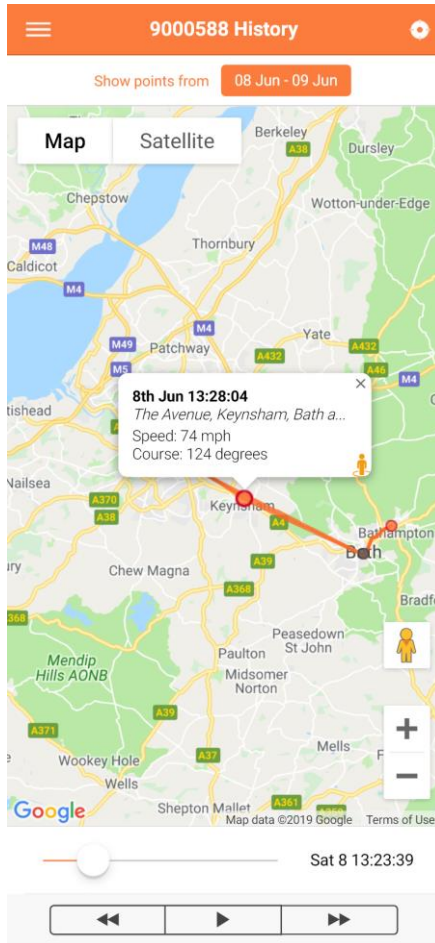 9000588 History
Show points from
08 Jun - 09 Jun
Map
Satellite
Berkeley
A38
Dursley
Chepstow
Wotton-under-Edge
M48
Thornbury
Caldicot
M4
M4
Yate
M49
Patchway
A432
A432
M5
A46
M4
8th Jun 13:28:04
The Avenue, Keynsham, Bath a...
Speed: 74 mph
Course: 124 degrees
tishead
Nailsea
A370
Keynsham
A38
A4
Bathampton
Bath
A39
Chew Magna
A368
Bradf
368
Peasedown
St John
Paulton
Mendip
Hills AONB
Midsomer
Norton
A39
A371
A37
Mells
Wookey Hole
Wells
Google
Shepton Mallet
A361
Map data ©2019 Google
Terms of Use
Sat 8 13:23:39